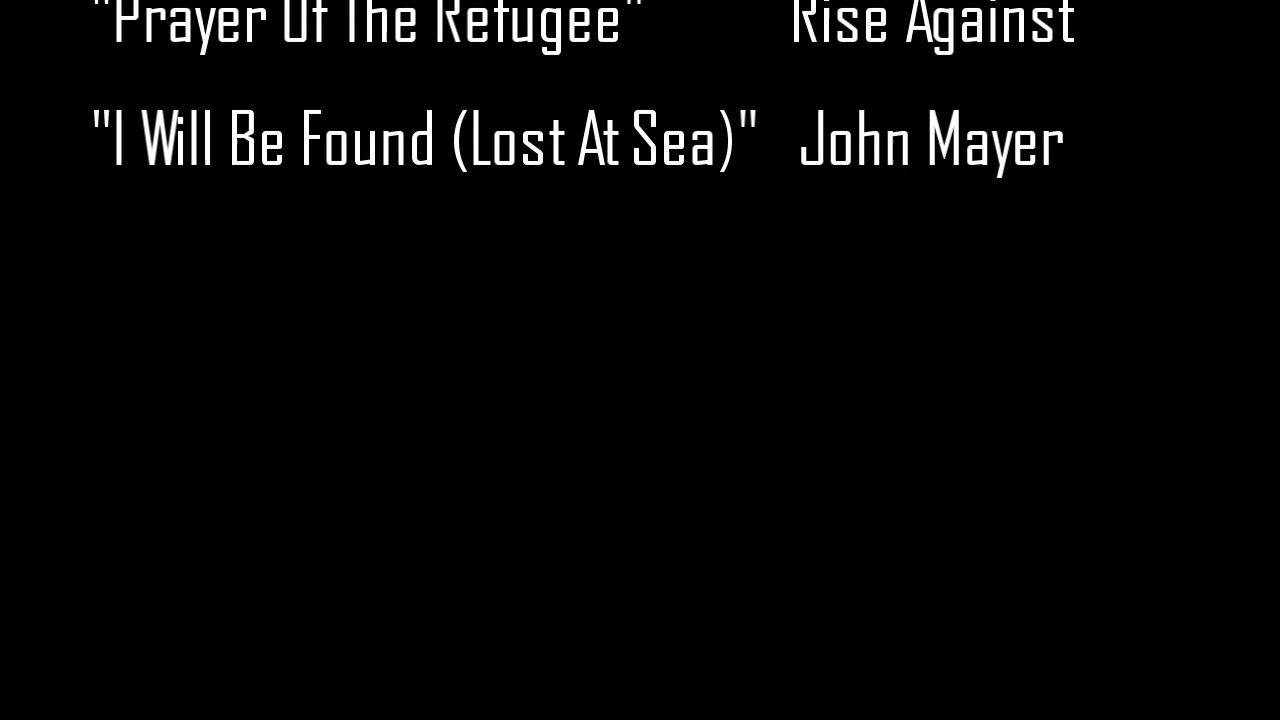 "Prayer Of The Refugee" Rise Against
"I Will Be Found (Lost At Sea)" John Mayer